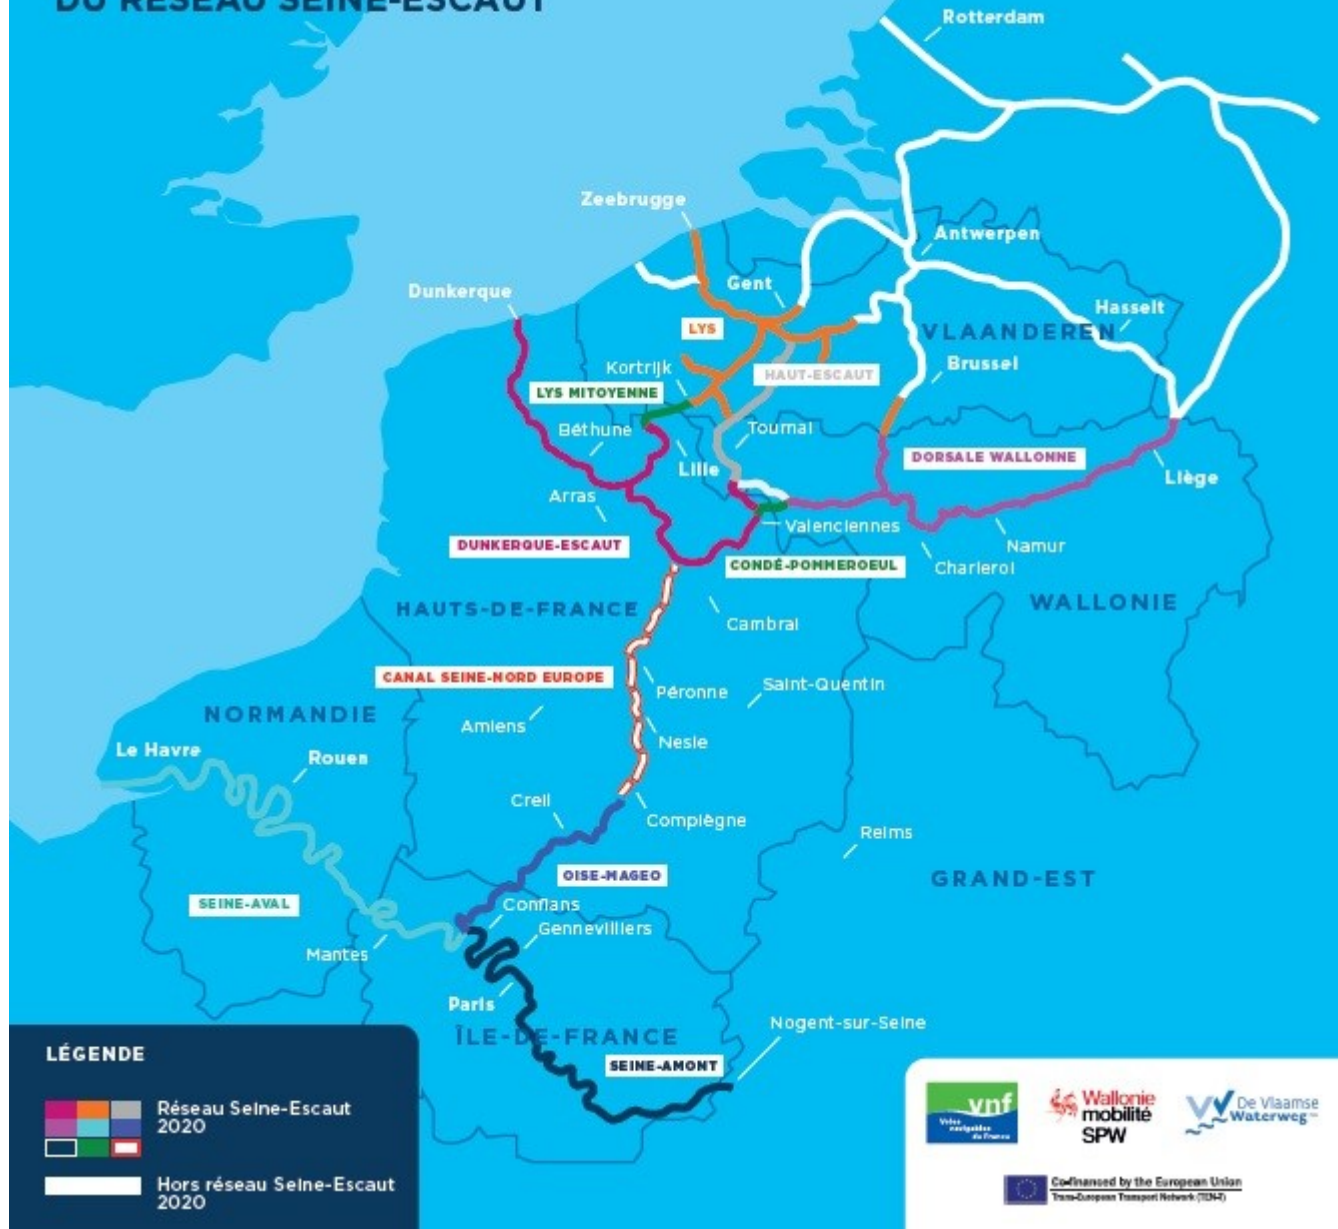 DU RÉSEAU SEINE-ESCAUT
Rotterdam
Zeebrugge
Antwerpen
Dunkerque
Gent
Hasselt
LYS
VLAANDEREN
Kortrijk
HAUT-ESCAUT
Brussel
LYS MITOYENNE
Béthune
Tournai
Lille
DORSALE WALLONNE
Liège
Arras
Valenciennes
DUNKERQUE-ESCAUT
Namur
CONDÉ-POMMEROEUL
Charleroi
HAUTS-DE-FRANCE
WALLONIE
Cambrai
CANAL SEINE-NORD EUROPE
Péronne
Saint-Quentin
NORMANDIE
Amiens
Nesle
Le Havre
Rouen
Creil
Compiègne
Reims
OISE-MAGEO
GRAND-EST
SEINE-AVAL
Conflans
Gennevilliers
Mantes
Paris
Nogent-sur-Seine
ÎLE-DE-FRANCE
SEINE-AMONT
LÉGENDE
Réseau Seine-Escaut
2020
Hors réseau Seine-Escaut
2020
vnf
Voies
navigables
de France
Wallonie
mobilité
SPW
De Vlaamse
Waterweg
Co-financed by the European Union
Trans-European Transport Network (TEN-T)